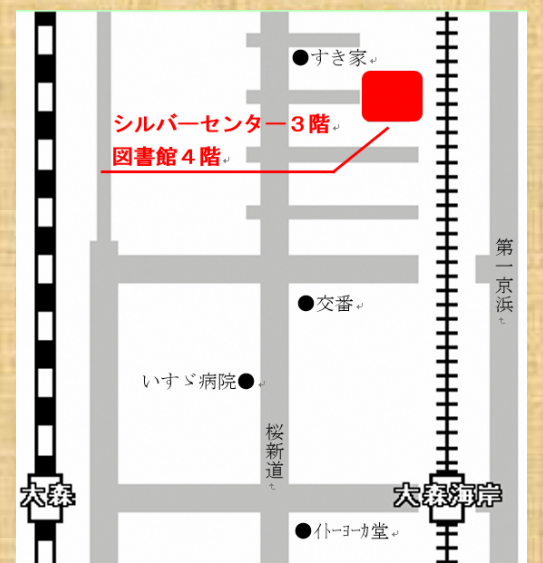 ●すき家
シルバーセンター３階
図書館４階
第一京浜
●交番
いすゞ病院●
桜新道
大森
大森海岸
●ｲﾄｰﾖｰｶ堂